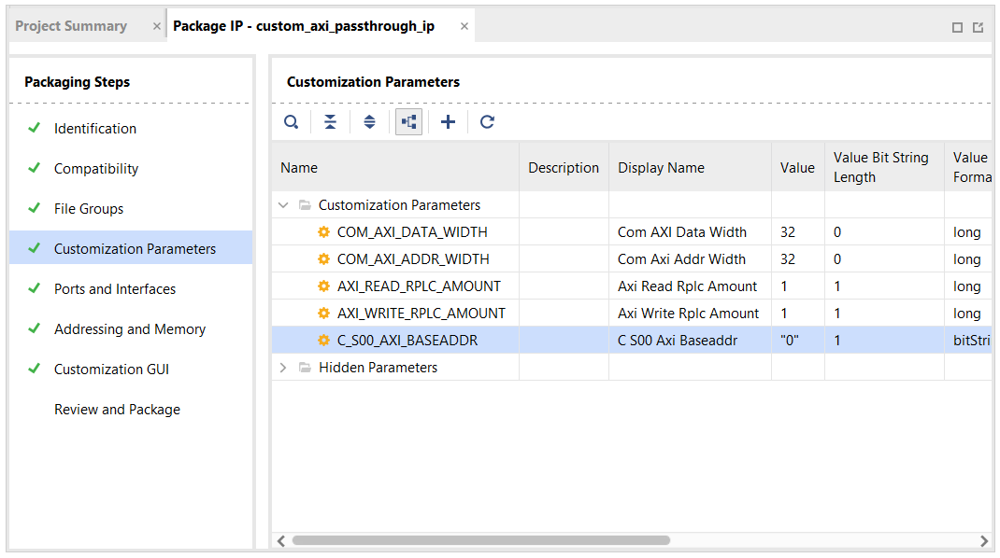 Project Summary × Package IP - custom_axi_passthrough_ip ×
Packaging Steps
Identification
Compatibility
File Groups
Customization Parameters
Ports and Interfaces
Addressing and Memory
Customization GUI
Review and Package
Customization Parameters
Name Description Display Name Value Value Bit String Length Value Forma
Customization Parameters
COM_AXI_DATA_WIDTH Com AXI Data Width 32 0 long
COM_AXI_ADDR_WIDTH Com Axi Addr Width 32 0 long
AXI_READ_RPLC_AMOUNT Axi Read Rplc Amount 1 1 long
AXI_WRITE_RPLC_AMOUNT Axi Write Rplc Amount 1 1 long
C_S00_AXI_BASEADDR C S00 Axi Baseaddr "0" 1 bitStri
Hidden Parameters